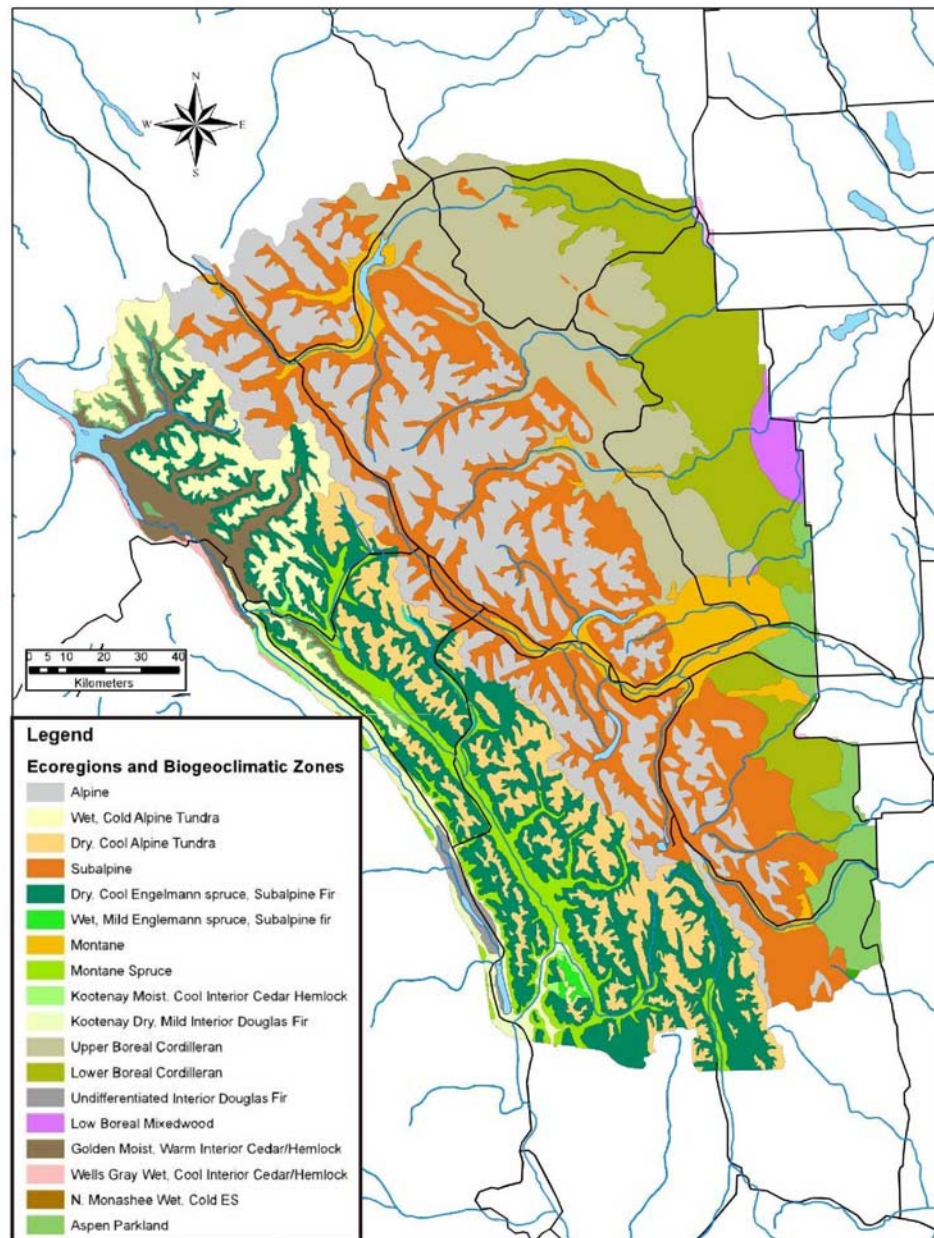 N
W E
S
0 5 10 20 30 40
Kilometers
Legend
Ecoregions and Biogeoclimatic Zones
Alpine
Wet, Cold Alpine Tundra
Dry, Cool Alpine Tundra
Subalpine
Dry, Cool Engelmann spruce, Subalpine Fir
Wet, Mild Englemann spruce, Subalpine fir
Montane
Montane Spruce
Kootenay Moist, Cool Interior Cedar Hemlock
Kootenay Dry, Mild Interior Douglas Fir
Upper Boreal Cordilleran
Lower Boreal Cordilleran
Undifferentiated Interior Douglas Fir
Low Boreal Mixedwood
Golden Moist, Warm Interior Cedar/Hemlock
Wells Gray Wet, Cool Interior Cedar/Hemlock
N. Monashee Wet, Cold ES
Aspen Parkland